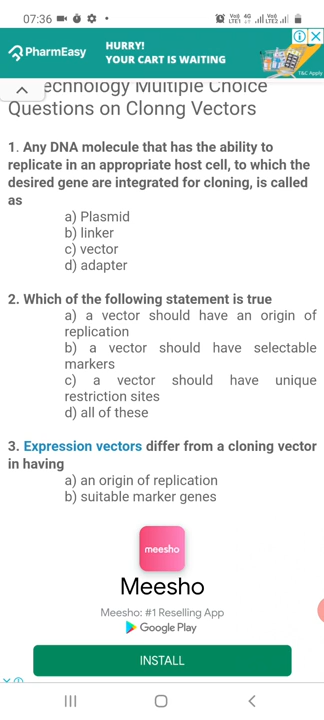 07:36
Vo)) 4G Vo))
LTE1 LTE2
PharmEasy
HURRY!
YOUR CART IS WAITING
T&C Apply
echnology Multiple Choice
Questions on Clonng Vectors
1. Any DNA molecule that has the ability to
replicate in an appropriate host cell, to which the
desired gene are integrated for cloning, is called
as
a) Plasmid
b) linker
c) vector
d) adapter
2. Which of the following statement is true
a) a vector should have an origin of
replication
b) a vector should have selectable
markers
c) a vector should have unique
restriction sites
d) all of these
3. Expression vectors differ from a cloning vector
in having
a) an origin of replication
b) suitable marker genes
meesho
Meesho
Meesho: #1 Reselling App
Google Play
INSTALL